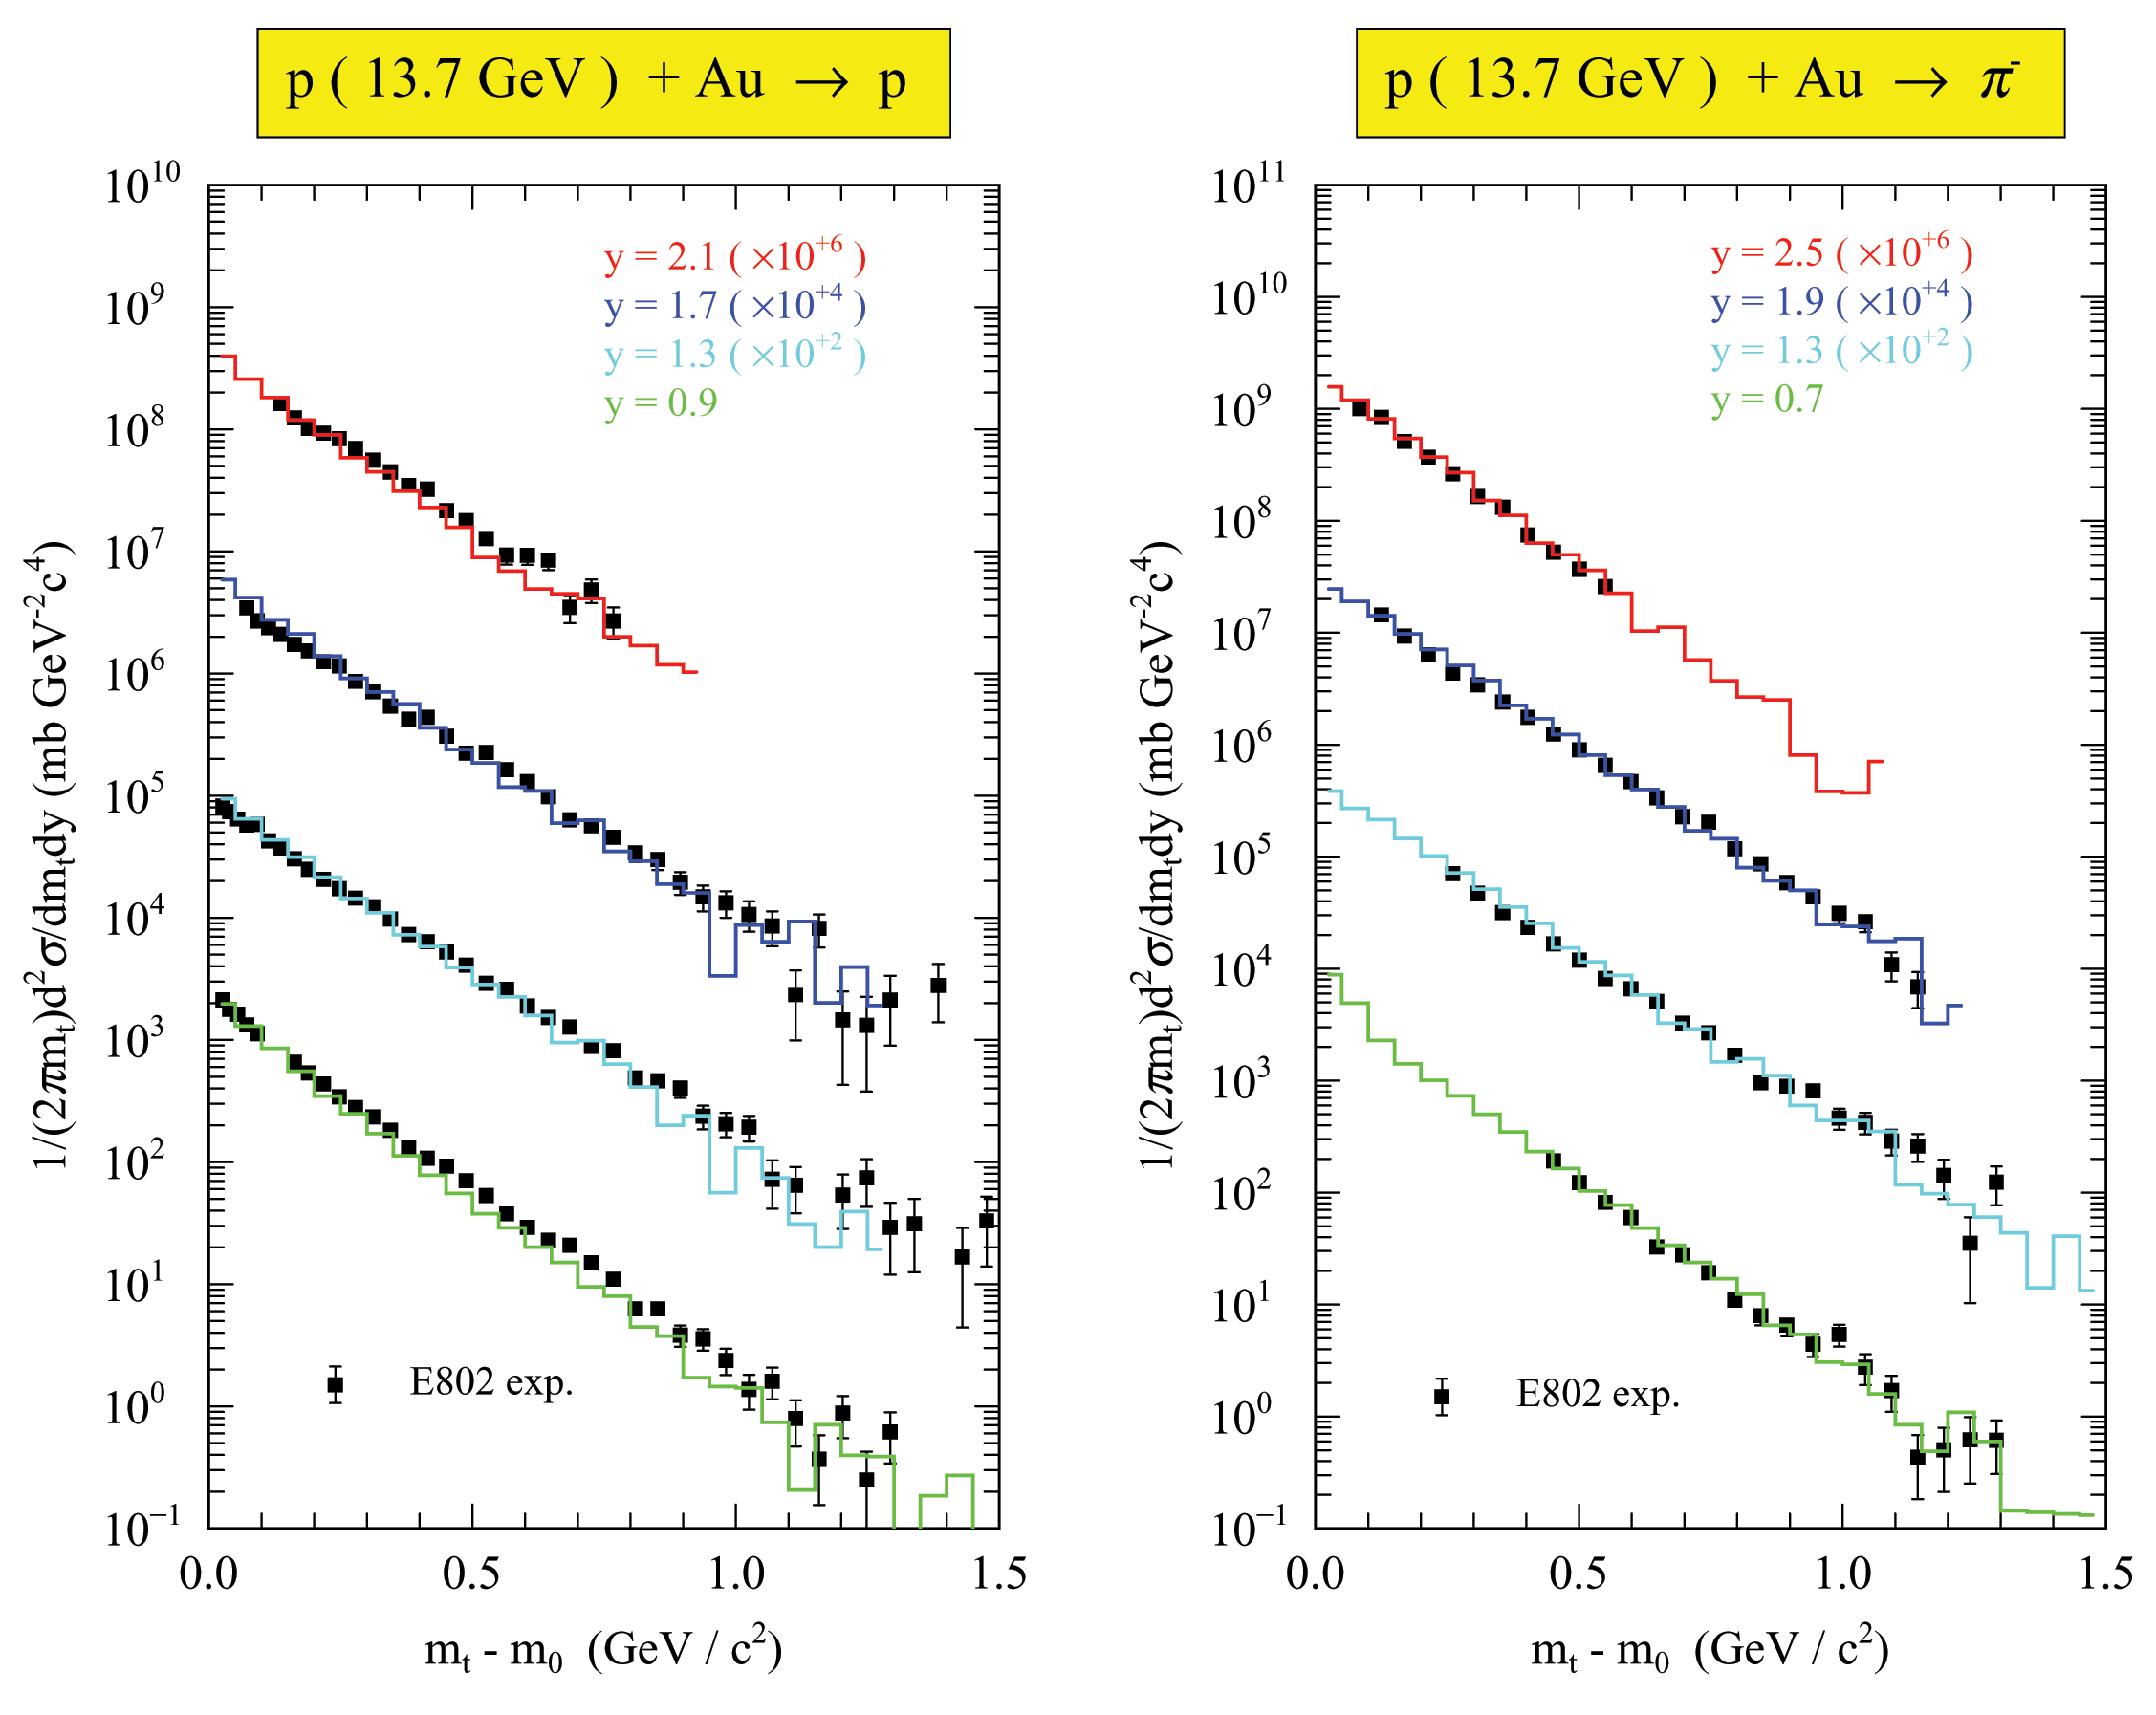 p ( 13.7 GeV ) + Au → p
10¹⁰
10⁹
10⁸
10⁷
10⁶
10⁵
10⁴
10³
10²
10¹
10⁰
10⁻¹
y = 2.1 ( ×10⁺⁶ )
y = 1.7 ( ×10⁺⁴ )
y = 1.3 ( ×10⁺² )
y = 0.9
E802 exp.
0.0 0.5 1.0 1.5
mₜ - m₀ (GeV / c²)
1/(2πmₜ)d²σ/dmₜdy (mb GeV⁻²c⁴)
p ( 13.7 GeV ) + Au → π⁻
10¹¹
10¹⁰
10⁹
10⁸
10⁷
10⁶
10⁵
10⁴
10³
10²
10¹
10⁰
10⁻¹
y = 2.5 ( ×10⁺⁶ )
y = 1.9 ( ×10⁺⁴ )
y = 1.3 ( ×10⁺² )
y = 0.7
E802 exp.
0.0 0.5 1.0 1.5
mₜ - m₀ (GeV / c²)
1/(2πmₜ)d²σ/dmₜdy (mb GeV⁻²c⁴)